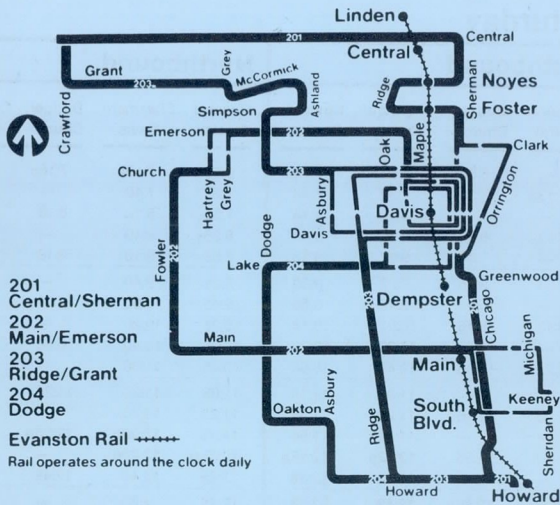 Linden
201
Central
Central
Grant
Grey
McCormick
Ridge
Noyes
203
Ashland
Sherman
Simpson
Foster
Crawford
Emerson
202
Oak
Maple
Clark
Church
203
Hartrey
Grey
Asbury
Orrington
Davis
Davis
Dodge
Fowler
202
Lake
204
Greenwood
201
Central/Sherman
202
Main/Emerson
203
Ridge/Grant
204
Dodge
203
Dempster
201
Chicago
Main
202
Main
Michigan
Keeney
South
Blvd.
Oakton
Asbury
Ridge
Sheridan
Evanston Rail
Rail operates around the clock daily
204
203
201
Howard
Howard